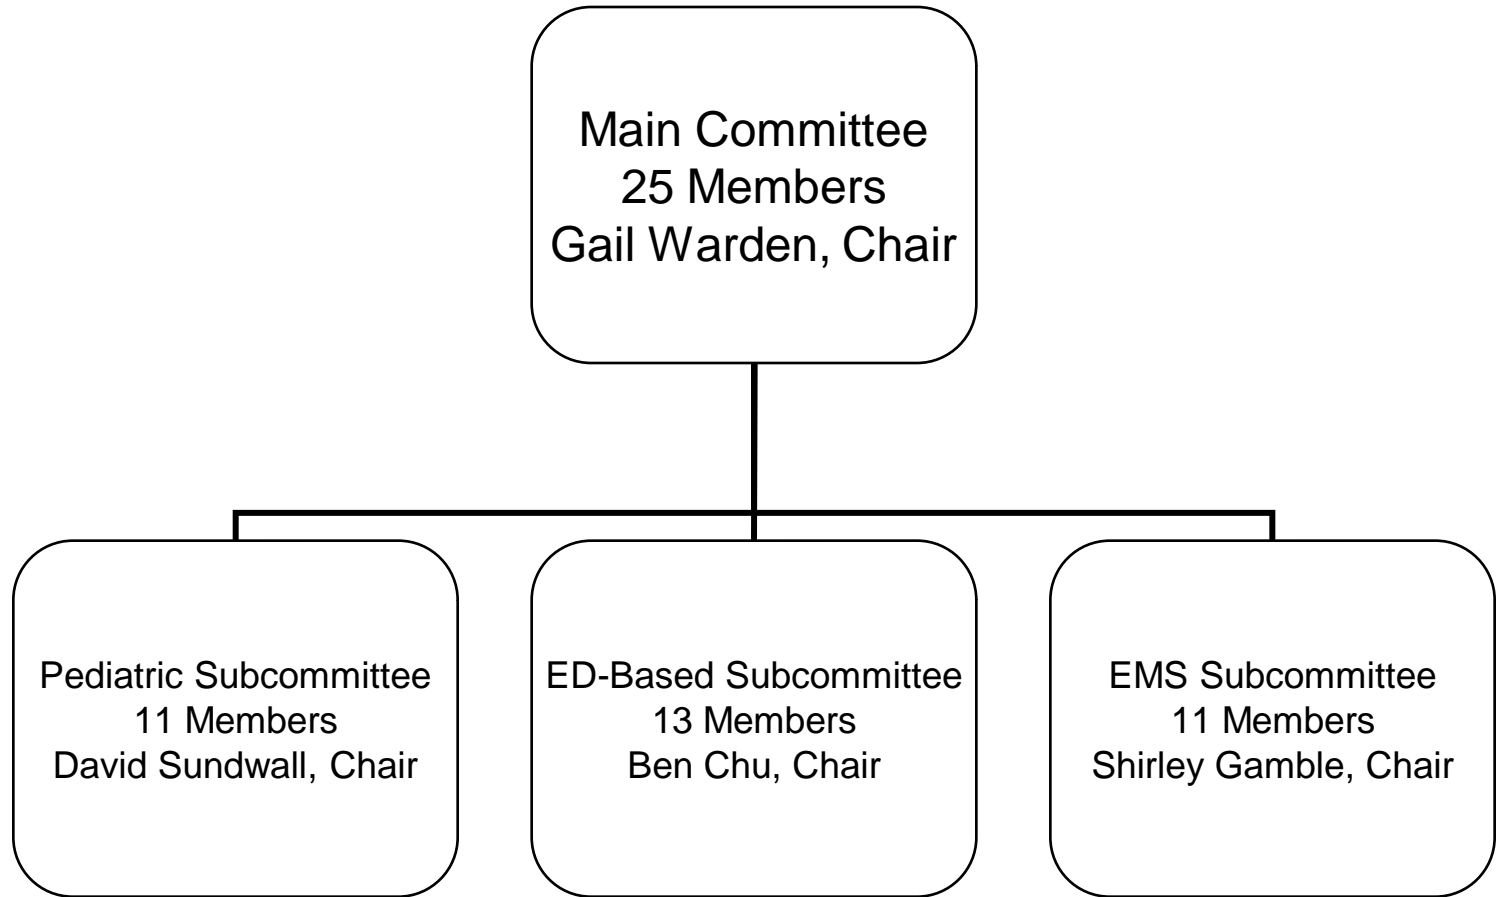 Main Committee
25 Members
Gail Warden, Chair
Pediatric Subcommittee
11 Members
David Sundwall, Chair
ED-Based Subcommittee
13 Members
Ben Chu, Chair
EMS Subcommittee
11 Members
Shirley Gamble, Chair